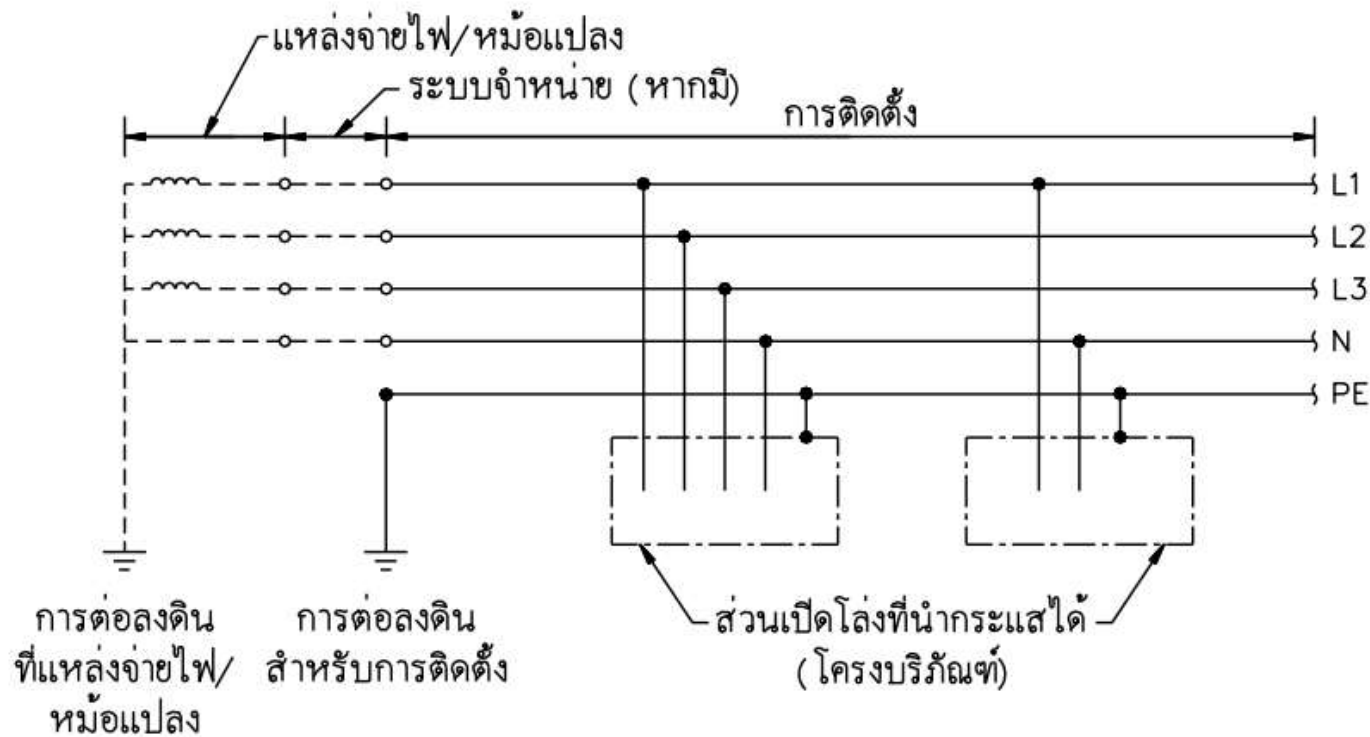 แหล่งจ่ายไฟ/หม้อแปลง
ระบบจำหน่าย (หากมี)
การติดตั้ง
L1
L2
L3
N
PE
การต่อลงดิน
ที่แหล่งจ่ายไฟ/
หม้อแปลง
การต่อลงดิน
สำหรับการติดตั้ง
ส่วนเปิดโล่งที่นำกระแสได้
(โครงบริภัณฑ์)